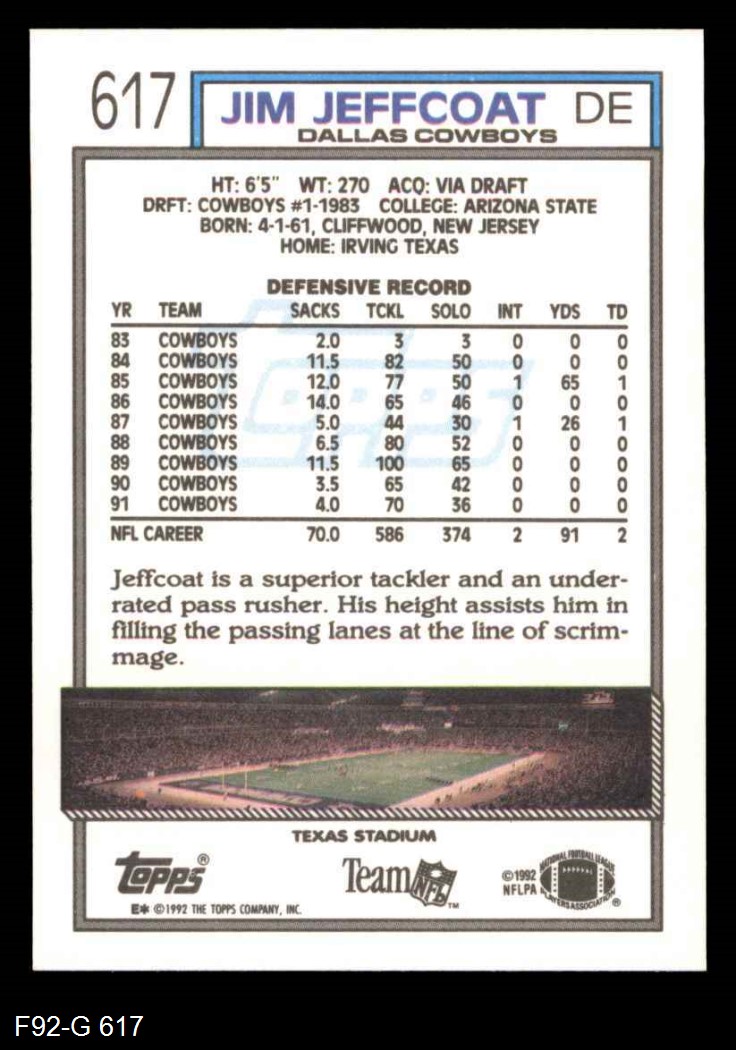 617 JIM JEFFCOAT DE
DALLAS COWBOYS
HT: 6'5" WT: 270 ACQ: VIA DRAFT
DRFT: COWBOYS #1-1983 COLLEGE: ARIZONA STATE
BORN: 4-1-61, CLIFFWOOD, NEW JERSEY
HOME: IRVING TEXAS
DEFENSIVE RECORD
YR TEAM SACKS TCKL SOLO INT YDS TD
83 COWBOYS 2.0 3 3 0 0 0
84 COWBOYS 11.5 82 50 0 0 0
85 COWBOYS 12.0 77 50 1 65 1
86 COWBOYS 14.0 65 46 0 0 0
87 COWBOYS 5.0 44 30 1 26 1
88 COWBOYS 6.5 80 52 0 0 0
89 COWBOYS 11.5 100 65 0 0 0
90 COWBOYS 3.5 65 42 0 0 0
91 COWBOYS 4.0 70 36 0 0 0
NFL CAREER 70.0 586 374 2 91 2
Topps
Jeffcoat is a superior tackler and an under-
rated pass rusher. His height assists him in
filling the passing lanes at the line of scrim-
mage.
TEXAS STADIUM
Topps®
E* ©1992 THE TOPPS COMPANY, INC.
Team NFL™
©1992
NFLPA
NATIONAL FOOTBALL LEAGUE
PLAYERS ASSOCIATION ®
F92-G 617